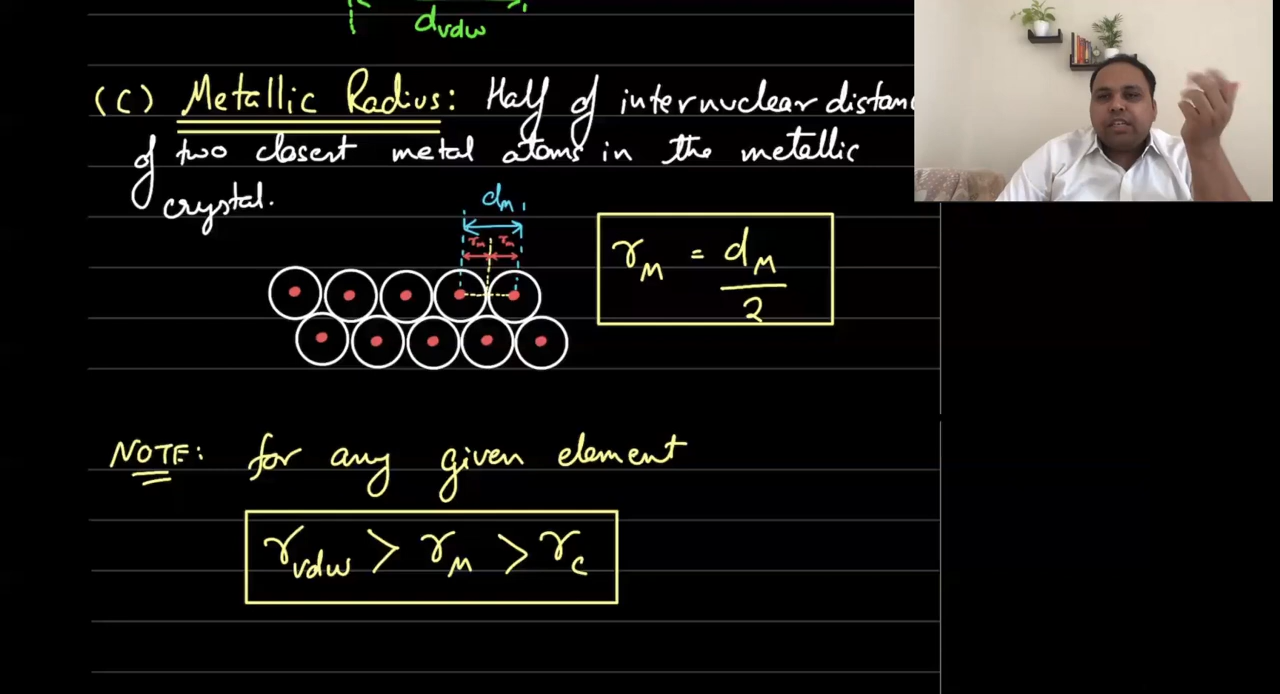 dvdw
(C) Metallic Radius: Half of internuclear distan
of two closest metal atoms in the metallic
crystal.
dm
rm rm
rM = dM / 2
NOTE: for any given element
rvdw > rM > rc